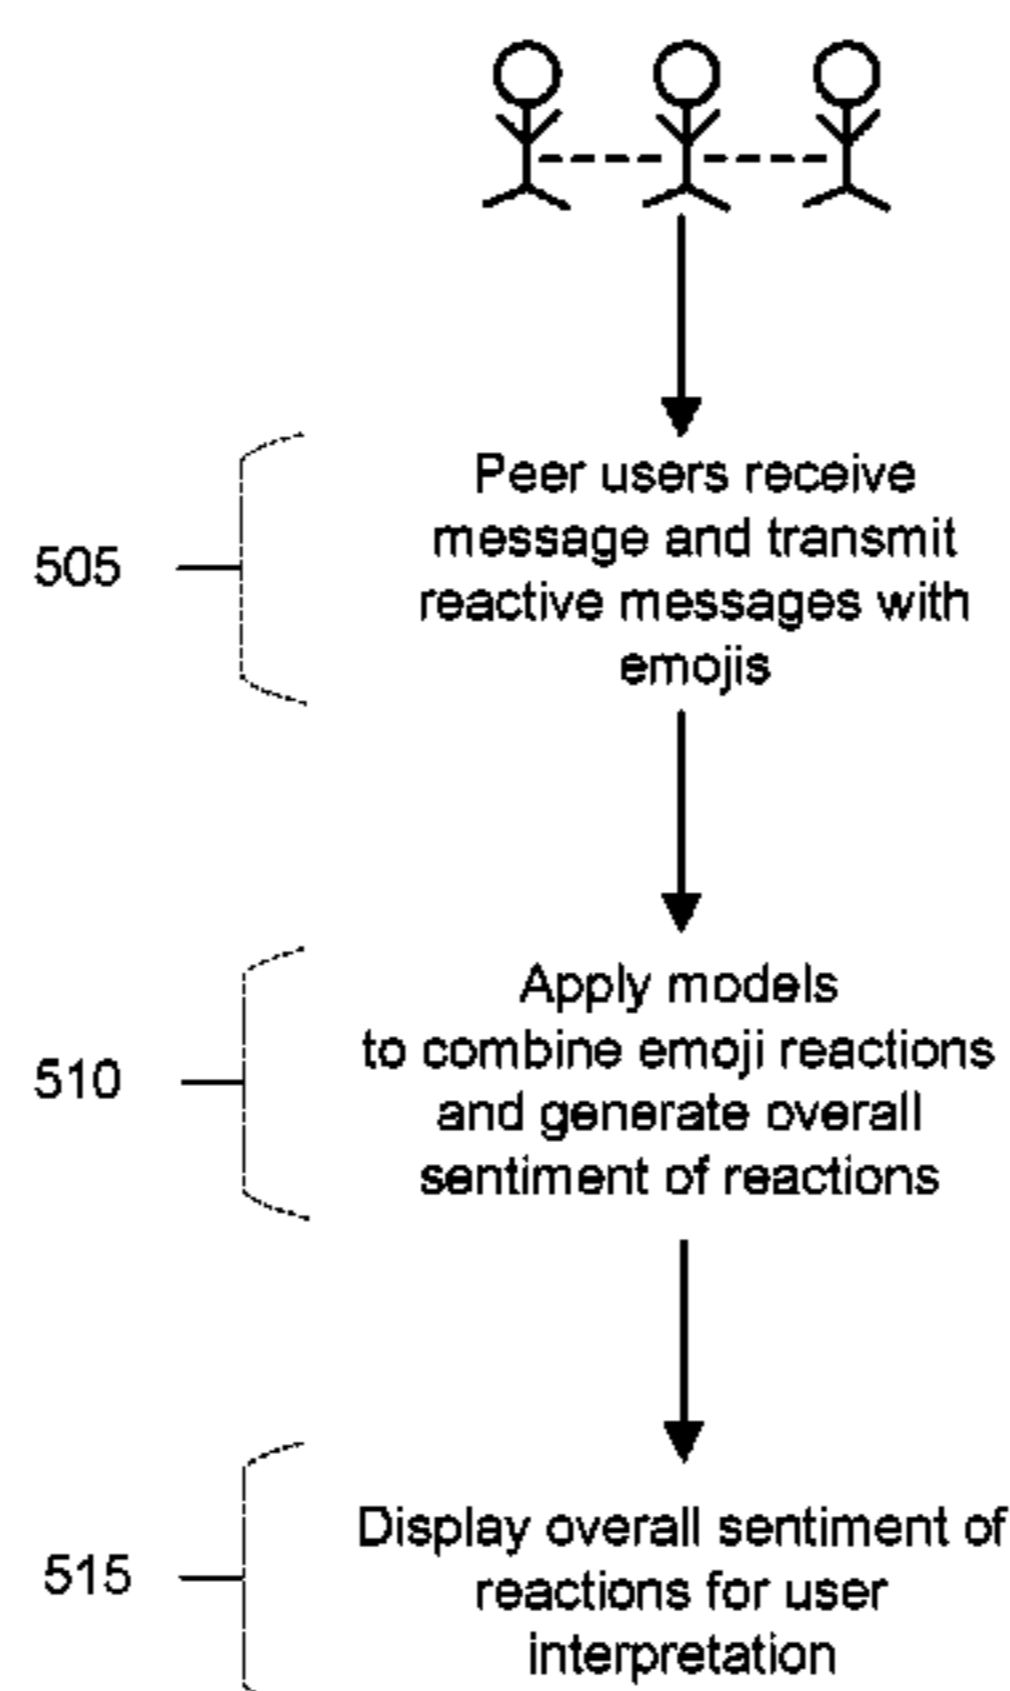 505
Peer users receive
message and transmit
reactive messages with
emojis
510
Apply models
to combine emoji reactions
and generate overall
sentiment of reactions
515
Display overall sentiment of
reactions for user
interpretation